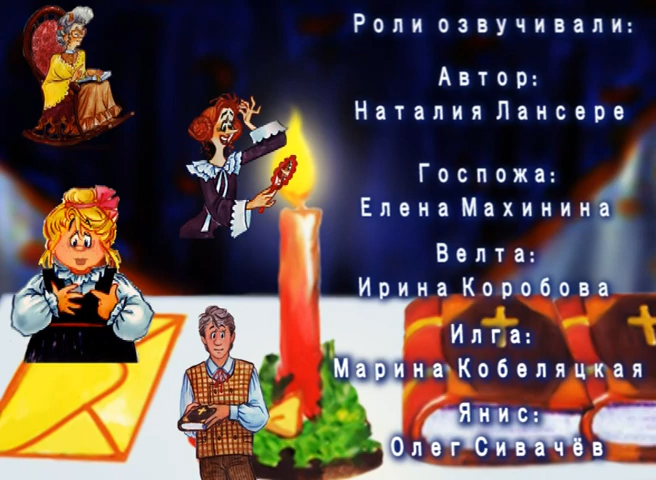 Роли озвучивали:
Автор:
Наталия Лансере
Госпожа:
Елена Махинина
Велта:
Ирина Коробова
Илга:
Марина Кобеляцкая
Янис:
Олег Сивачёв